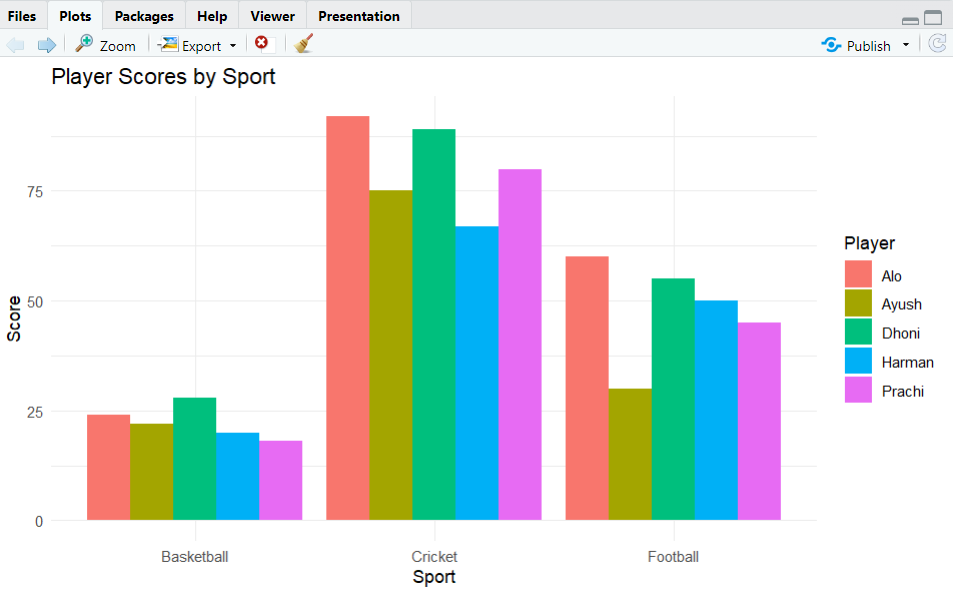 Files Plots Packages Help Viewer Presentation
Zoom Export Publish
Player Scores by Sport
Score
75
50
25
0
Basketball Cricket Football
Sport
Player
Alo
Ayush
Dhoni
Harman
Prachi